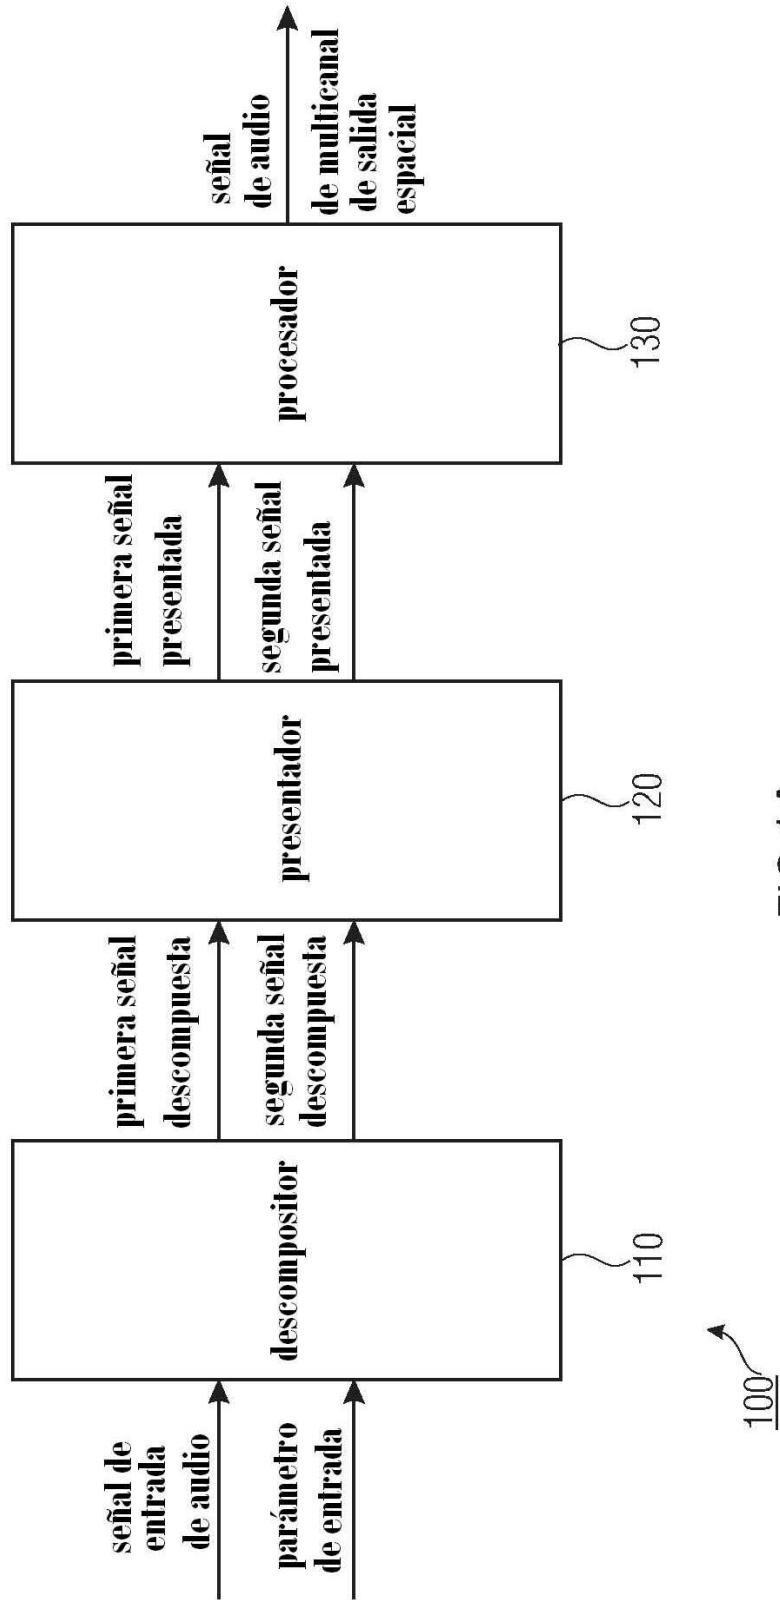 señal de
entrada
de audio
parámetro
de entrada
descompositor
110
primera señal
descompuesta
segunda señal
descompuesta
presentador
120
primera señal
presentada
segunda señal
presentada
procesador
130
señal
de audio
de multicanal
de salida
espacial
100